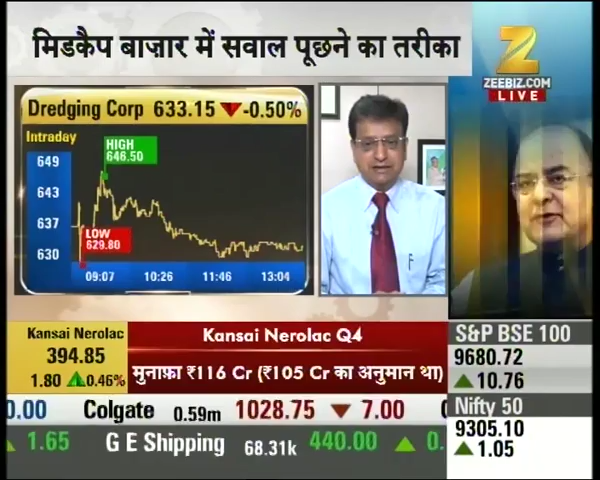 मिडकैप बाज़ार में सवाल पूछने का तरीका
Z
ZEEBIZ.COM
LIVE
Dredging Corp 633.15 ▼ -0.50%
Intraday
HIGH
646.50
649
643
637
630
LOW
629.80
09:07 10:26 11:46 13:04
Kansai Nerolac
394.85
1.80 ▲ 0.46%
Kansai Nerolac Q4
मुनाफ़ा ₹116 Cr (₹105 Cr का अनुमान था)
S&P BSE 100
9680.72
▲ 10.76
Nifty 50
9305.10
▲ 1.05
0.00 Colgate 0.59m 1028.75 ▼ 7.00
▲ 1.65 G E Shipping 68.31k 440.00 ▲ 0.